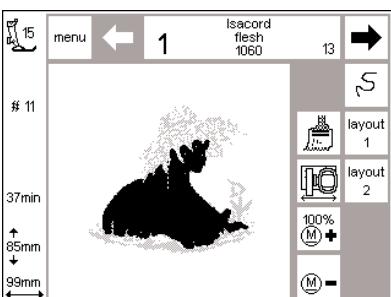 15
menu
1
Isacord
flesh
1060
13
# 11
layout
1
layout
2
37min
85mm
99mm
100%
M +
M -